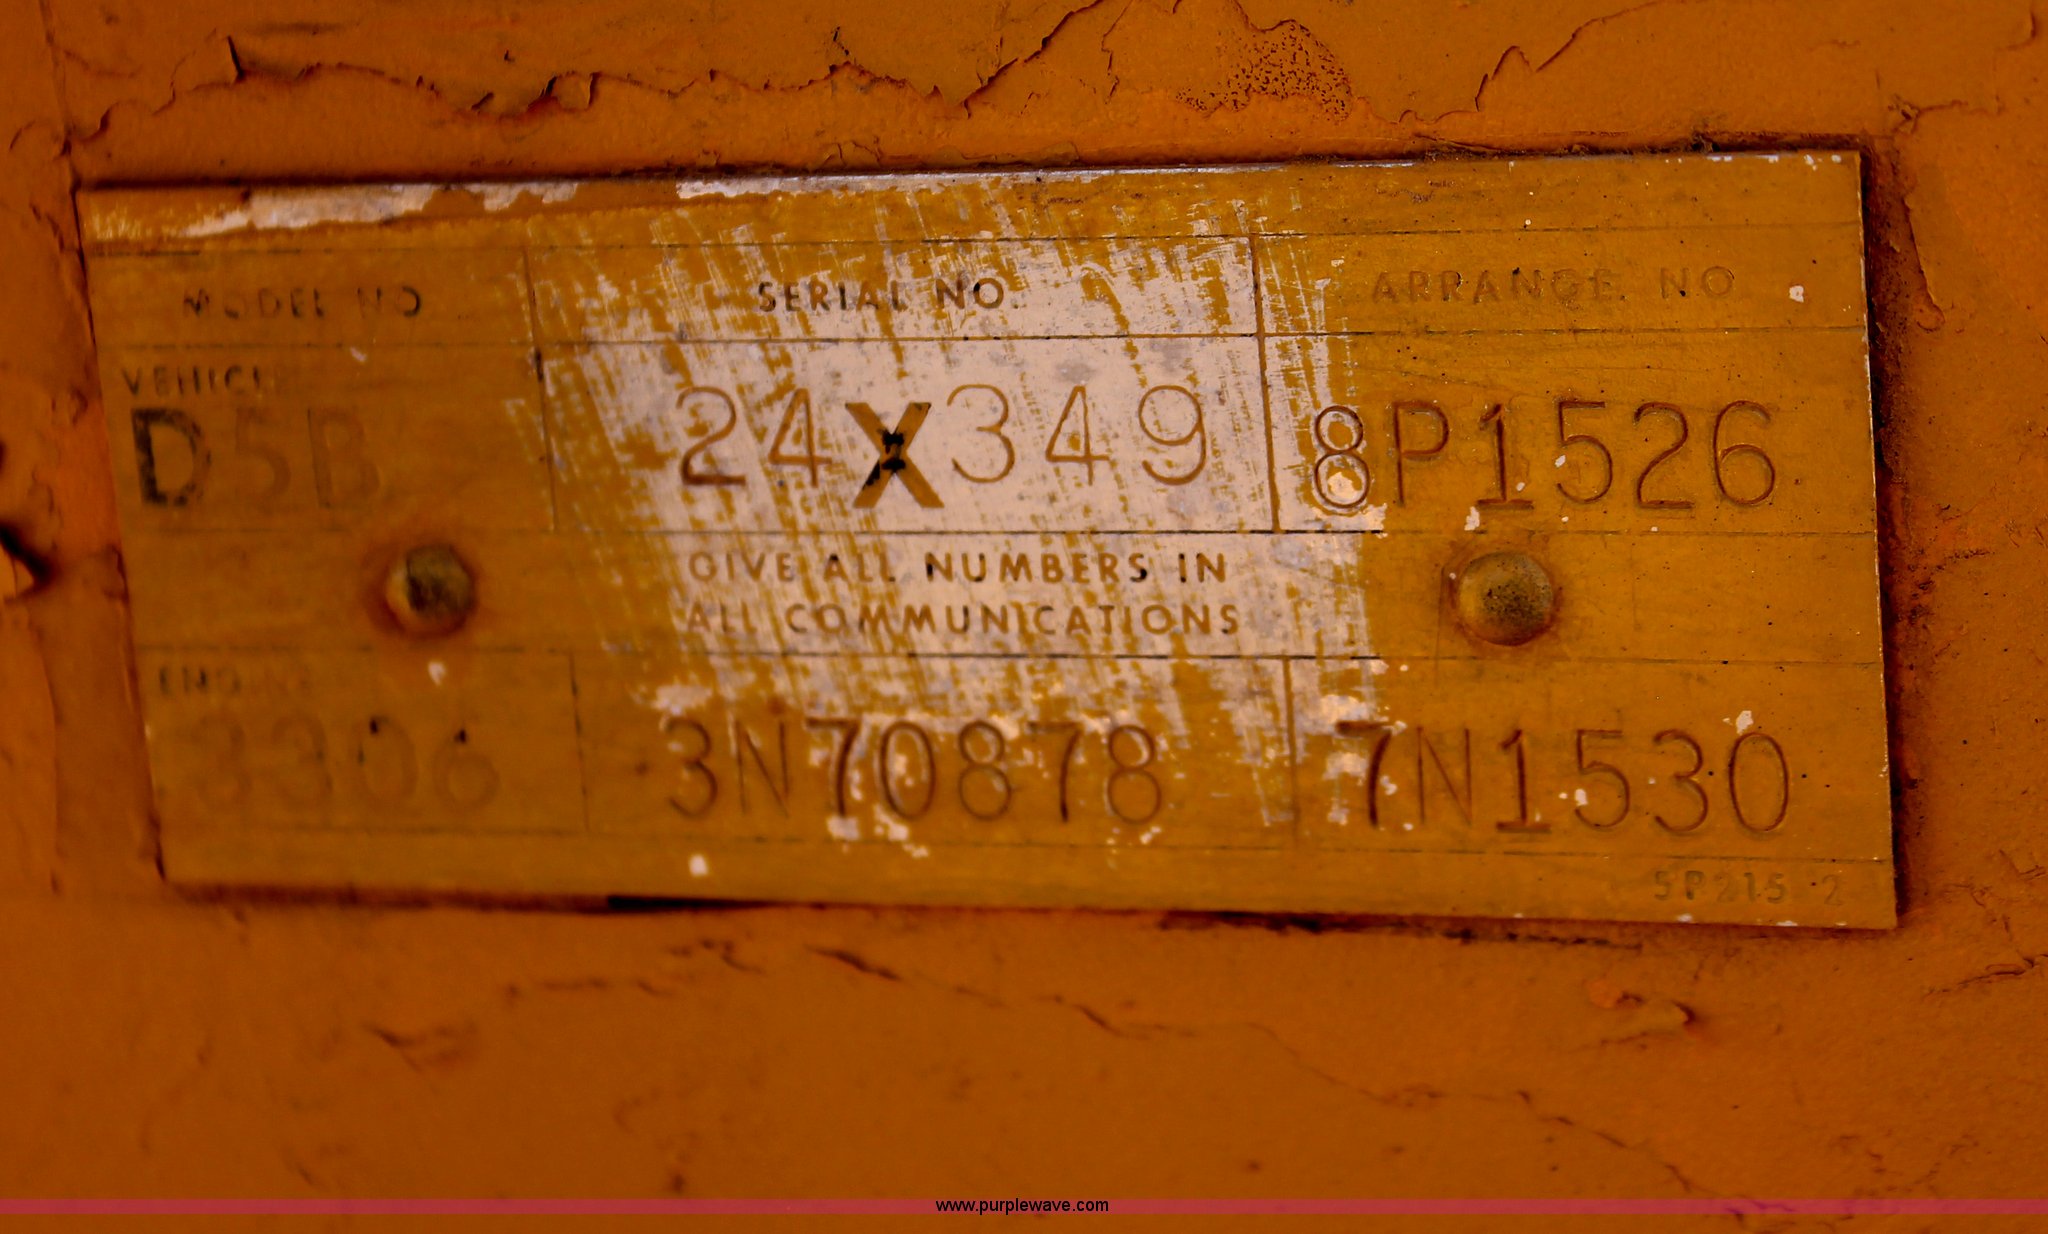 MODEL NO SERIAL NO. ARRANGE. NO
VEHICLE
D5B 24X349 8P1526
GIVE ALL NUMBERS IN
ALL COMMUNICATIONS
ENGINE
3306 3N70878 7N1530
5P215 2
www.purplewave.com